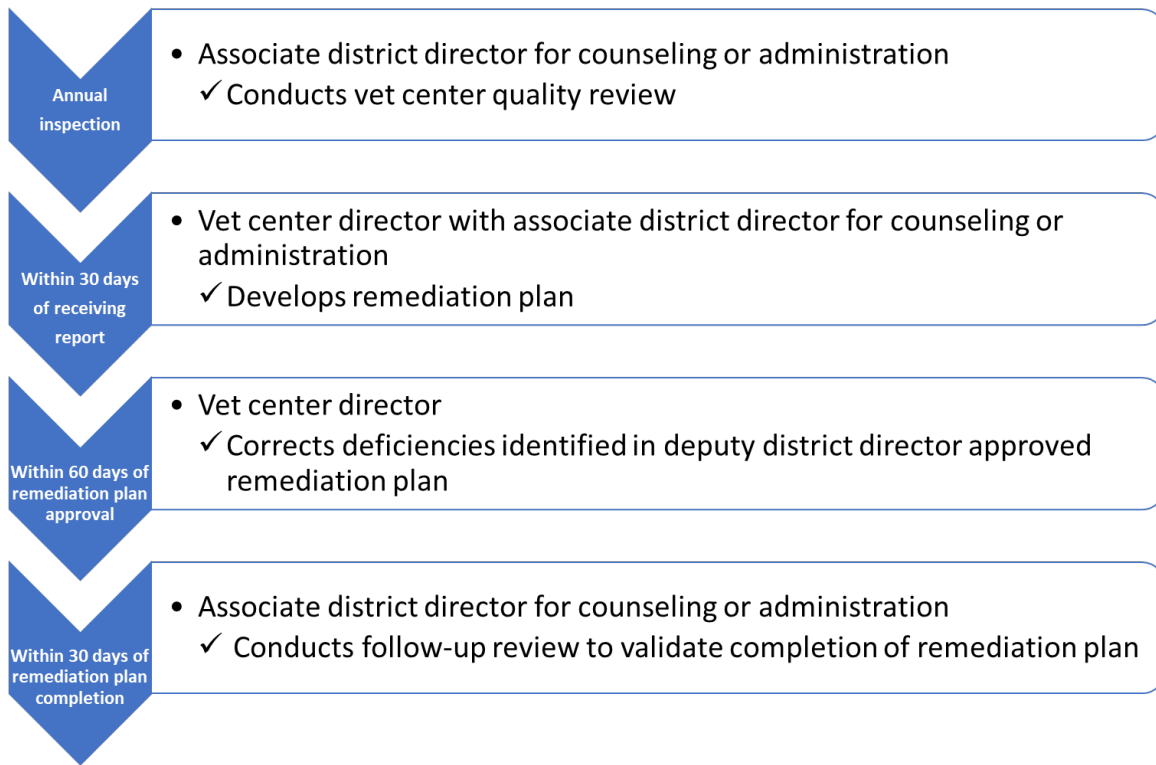 Annual
inspection
• Associate district director for counseling or administration
✓ Conducts vet center quality review
Within 30 days
of receiving
report
• Vet center director with associate district director for counseling or
administration
✓ Develops remediation plan
Within 60 days of
remediation plan
approval
• Vet center director
✓ Corrects deficiencies identified in deputy district director approved
remediation plan
Within 30 days of
remediation plan
completion
• Associate district director for counseling or administration
✓ Conducts follow-up review to validate completion of remediation plan